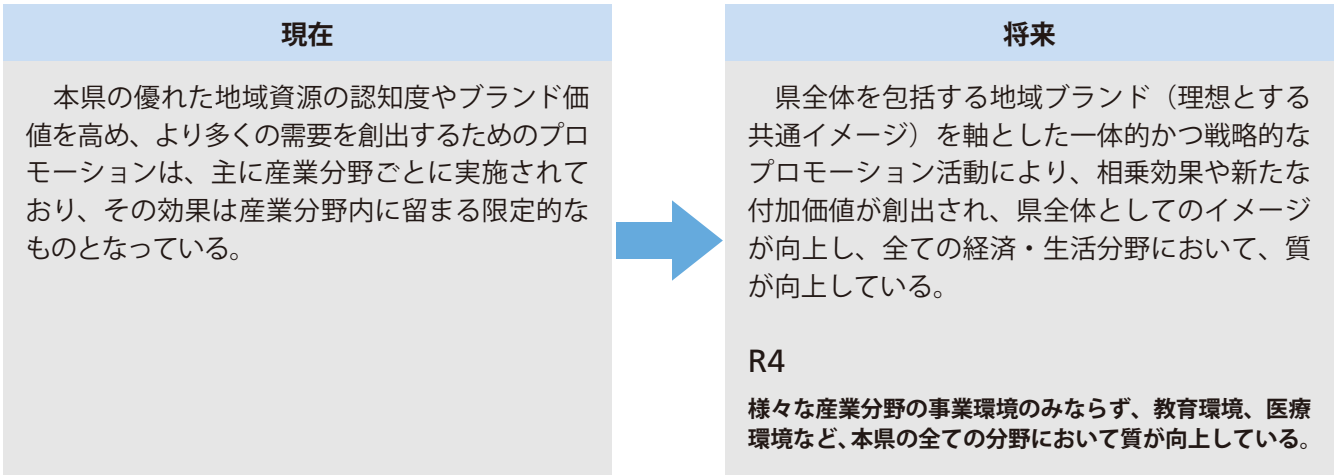 現在
本県の優れた地域資源の認知度やブランド価
値を高め、より多くの需要を創出するためのプロ
モーションは、主に産業分野ごとに実施されて
おり、その効果は産業分野内に留まる限定的な
ものとなっている。
将来
県全体を包括する地域ブランド（理想とする
共通イメージ）を軸とした一体的かつ戦略的な
プロモーション活動により、相乗効果や新たな
付加価値が創出され、県全体としてのイメージ
が向上し、全ての経済・生活分野において、質
が向上している。
R4
様々な産業分野の事業環境のみならず、教育環境、医療
環境など、本県の全ての分野において質が向上している。